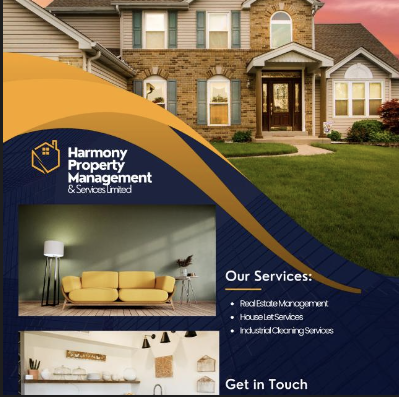 Harmony
Property
Management
& Services Limited
Our Services:
Real Estate Management
House Let Services
Industrial Cleaning Services
Get in Touch